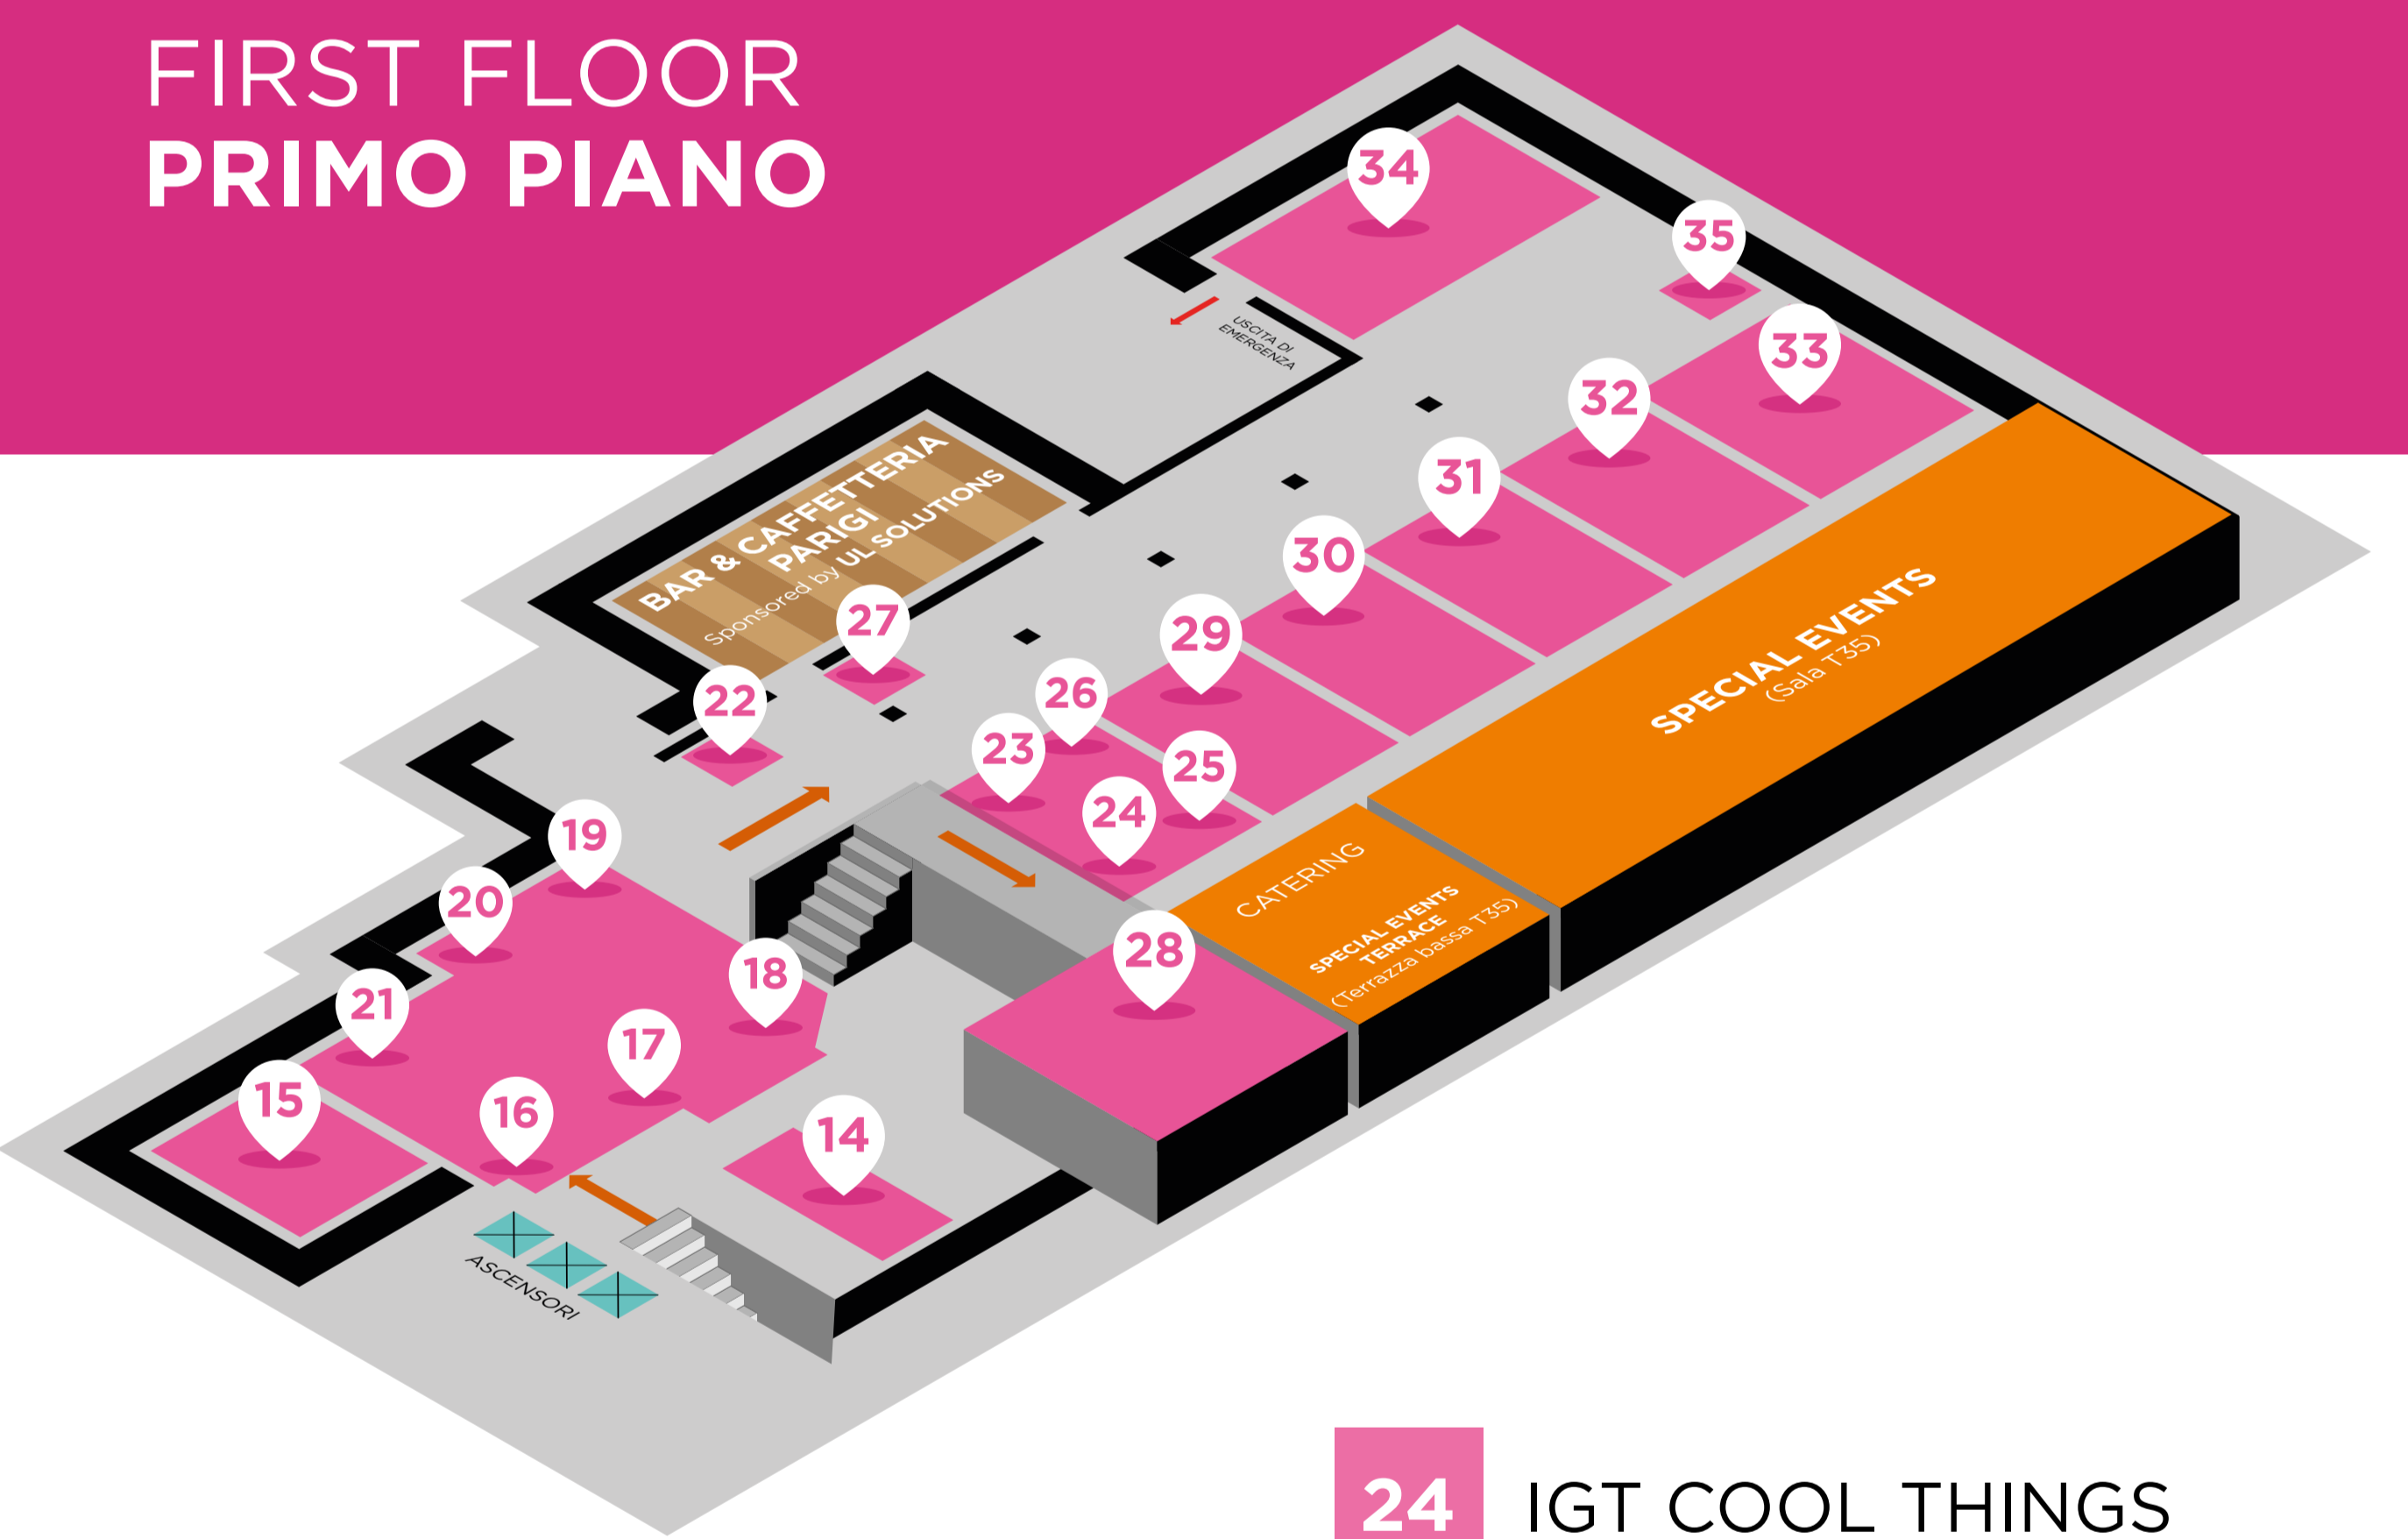 FIRST FLOOR
PRIMO PIANO
34
35
USCITA DI
EMERGENZA
33
32
31
BAR & CAFFETTERIA
PARIGI
Sponsored by UL SOLUTIONS
30
29
27
26
22
23
25
24
SPECIAL EVENTS
(Sala T35)
19
20
CATERING
SPECIAL EVENTS
TERRACE
(Terrazza bassa T35)
28
18
21
17
15
16
14
ASCENSORI
24 IGT COOL THINGS